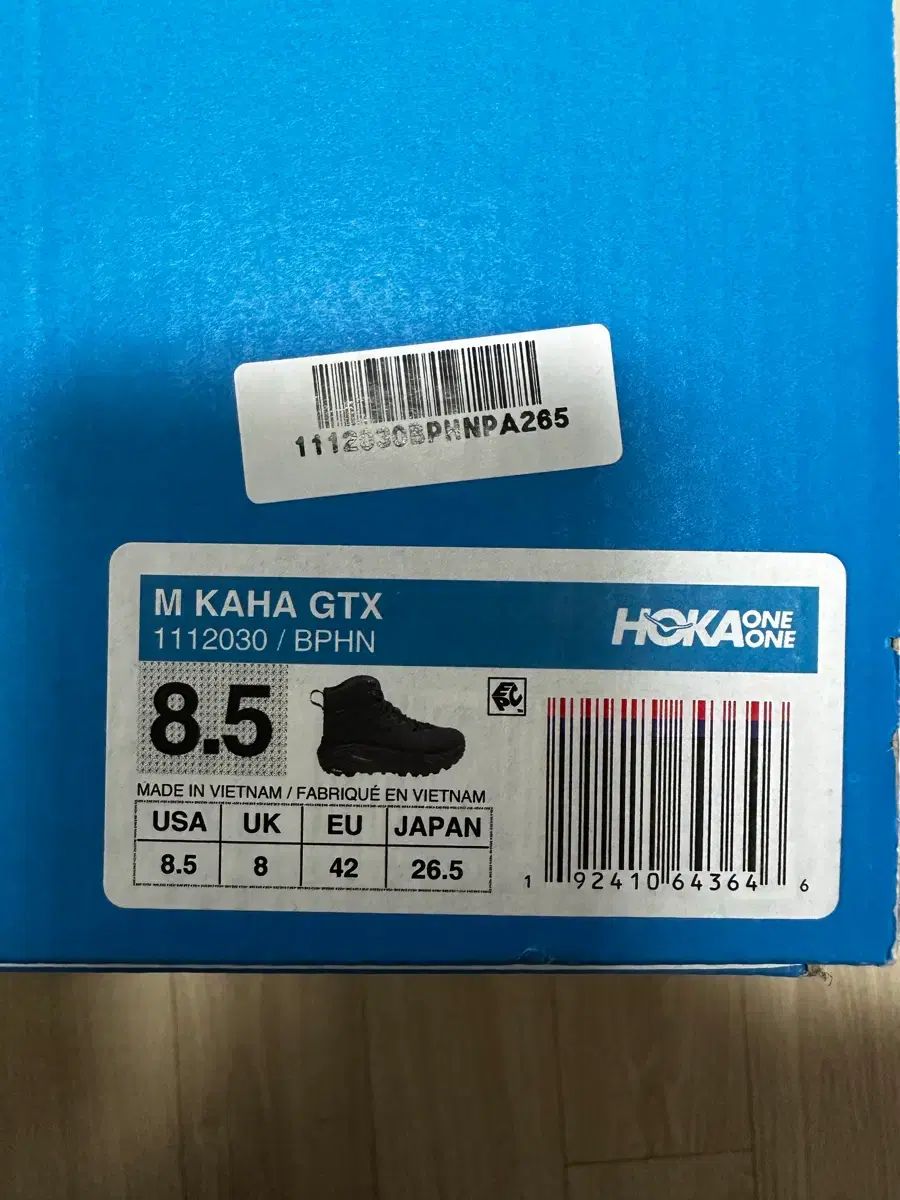 1112030BPHNPA265
M KAHA GTX
1112030 / BPHN
HOKA ONE ONE
8.5
EPC
MADE IN VIETNAM / FABRIQUÉ EN VIETNAM
USA UK EU JAPAN
8.5 8 42 26.5
1 92410 64364 6